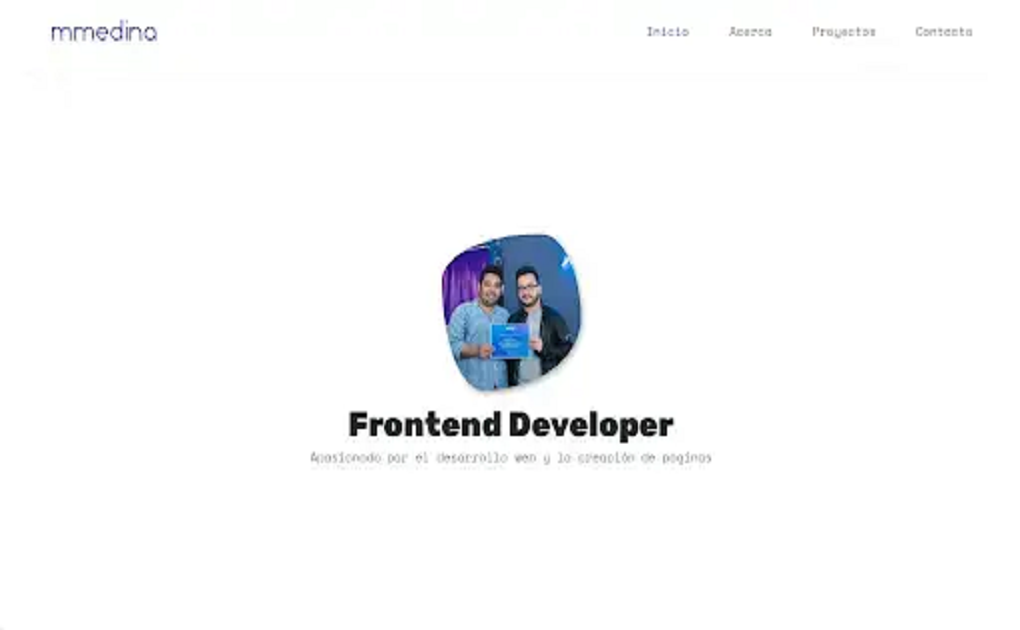 mmedina
Inicio
Acerca
Proyectos
Contacto
Frontend Developer
Apasionado por el desarrollo web y la creación de paginas